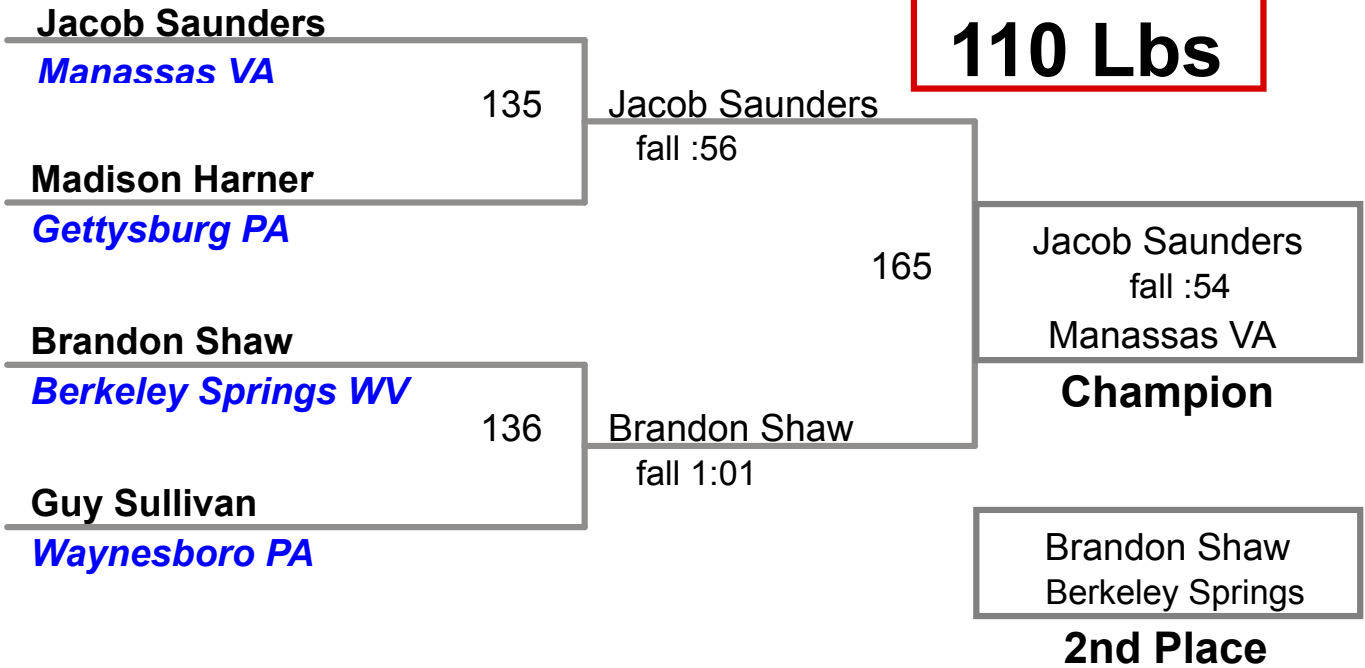 Jacob Saunders
110 Lbs
Manassas VA
135
Jacob Saunders
fall :56
Madison Harner
Gettysburg PA
165
Jacob Saunders
fall :54
Manassas VA
Champion
Brandon Shaw
Berkeley Springs WV
136
Brandon Shaw
fall 1:01
Guy Sullivan
Waynesboro PA
Brandon Shaw
Berkeley Springs
2nd Place